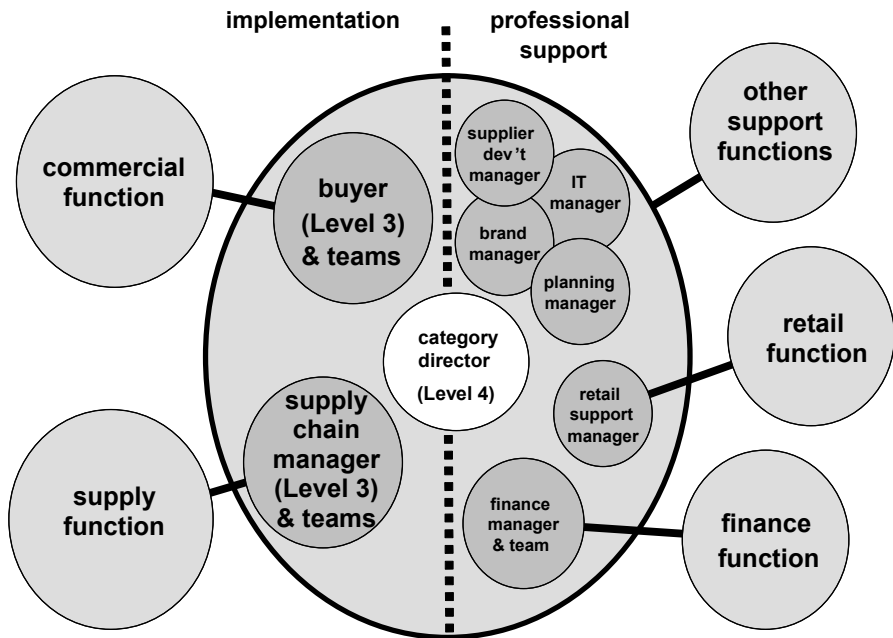 implementation
professional
support
commercial
function
buyer
(Level 3)
& teams
supplier
dev't
manager
IT
manager
brand
manager
planning
manager
other
support
functions
category
director
(Level 4)
retail
function
supply
chain
manager
(Level 3)
& teams
retail
support
manager
supply
function
finance
manager
& team
finance
function